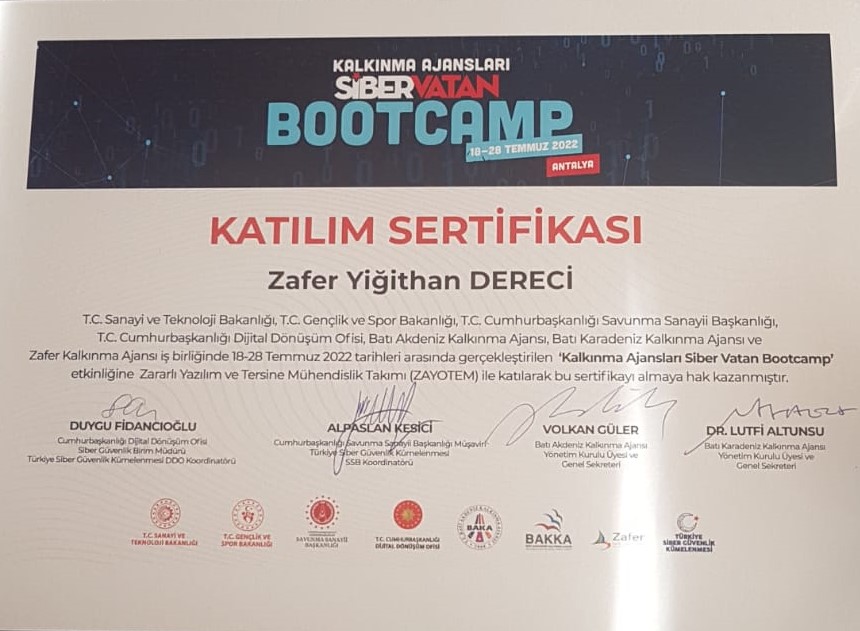 KALKINMA AJANSLARI
SİBERVATAN
BOOTCAMP
18-28 TEMMUZ 2022
ANTALYA
KATILIM SERTİFİKASI
Zafer Yiğithan DERECİ
T.C. Sanayi ve Teknoloji Bakanlığı, T.C. Gençlik ve Spor Bakanlığı, T.C. Cumhurbaşkanlığı Savunma Sanayii Başkanlığı,
T.C. Cumhurbaşkanlığı Dijital Dönüşüm Ofisi, Batı Akdeniz Kalkınma Ajansı, Batı Karadeniz Kalkınma Ajansı ve
Zafer Kalkınma Ajansı iş birliğinde 18-28 Temmuz 2022 tarihleri arasında gerçekleştirilen 'Kalkınma Ajansları Siber Vatan Bootcamp'
etkinliğine Zararlı Yazılım ve Tersine Mühendislik Takımı (ZAYOTEM) ile katılarak bu sertifikayı almaya hak kazanmıştır.
DUYGU FİDANCIOĞLU
Cumhurbaşkanlığı Dijital Dönüşüm Ofisi
Siber Güvenlik Birim Müdürü
Türkiye Siber Güvenlik Kümelenmesi DDO Koordinatörü
ALPASLAN KESİCİ
Cumhurbaşkanlığı Savunma Sanayii Başkanlığı Müşaviri
Türkiye Siber Güvenlik Kümelenmesi
SSB Koordinatörü
VOLKAN GÜLER
Batı Akdeniz Kalkınma Ajansı
Yönetim Kurulu Üyesi ve
Genel Sekreteri
DR. LUTFİ ALTUNSU
Batı Karadeniz Kalkınma Ajansı
Yönetim Kurulu Üyesi ve
Genel Sekreteri
T.C. SANAYİ VE
TEKNOLOJİ BAKANLIĞI
T.C. GENÇLİK VE
SPOR BAKANLIĞI
SAVUNMA SANAYİİ
BAŞKANLIĞI
T.C. CUMHURBAŞKANLIĞI
DİJİTAL DÖNÜŞÜM OFİSİ
BAKA
BAKKA
Zafer
TÜRKİYE
SİBER GÜVENLİK
KÜMELENMESİ